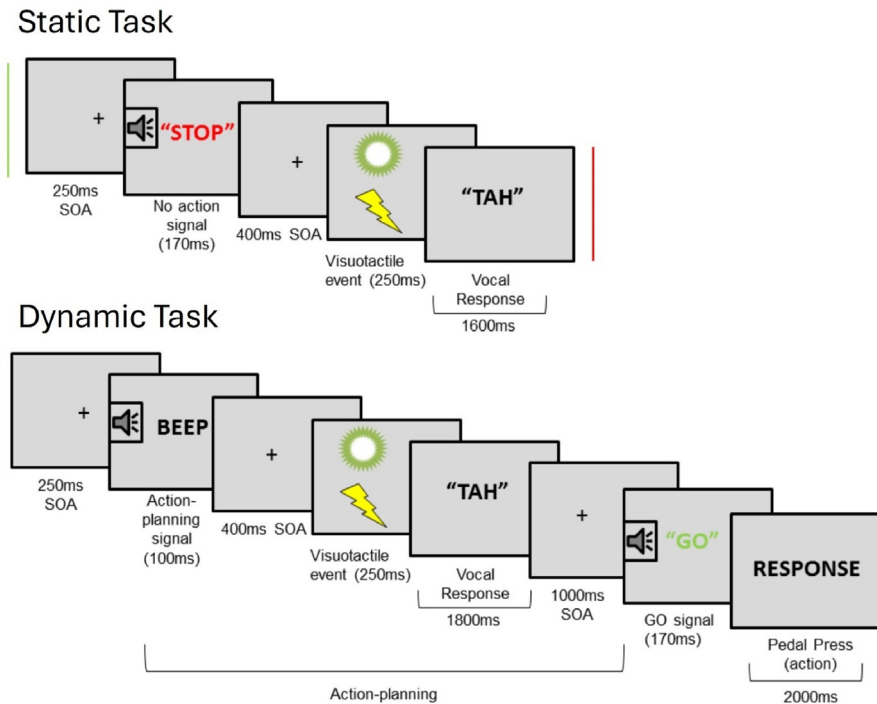 Static Task
+
250ms
SOA
“STOP”
No action
signal
(170ms)
+
400ms SOA
Visuotactile
event (250ms)
“TAH”
Vocal
Response
1600ms
Dynamic Task
+
250ms
SOA
BEEP
Action-
planning
signal
(100ms)
+
400ms SOA
Visuotactile
event (250ms)
“TAH”
Vocal
Response
1800ms
+
1000ms
SOA
“GO”
GO signal
(170ms)
RESPONSE
Pedal Press
(action)
2000ms
Action-planning